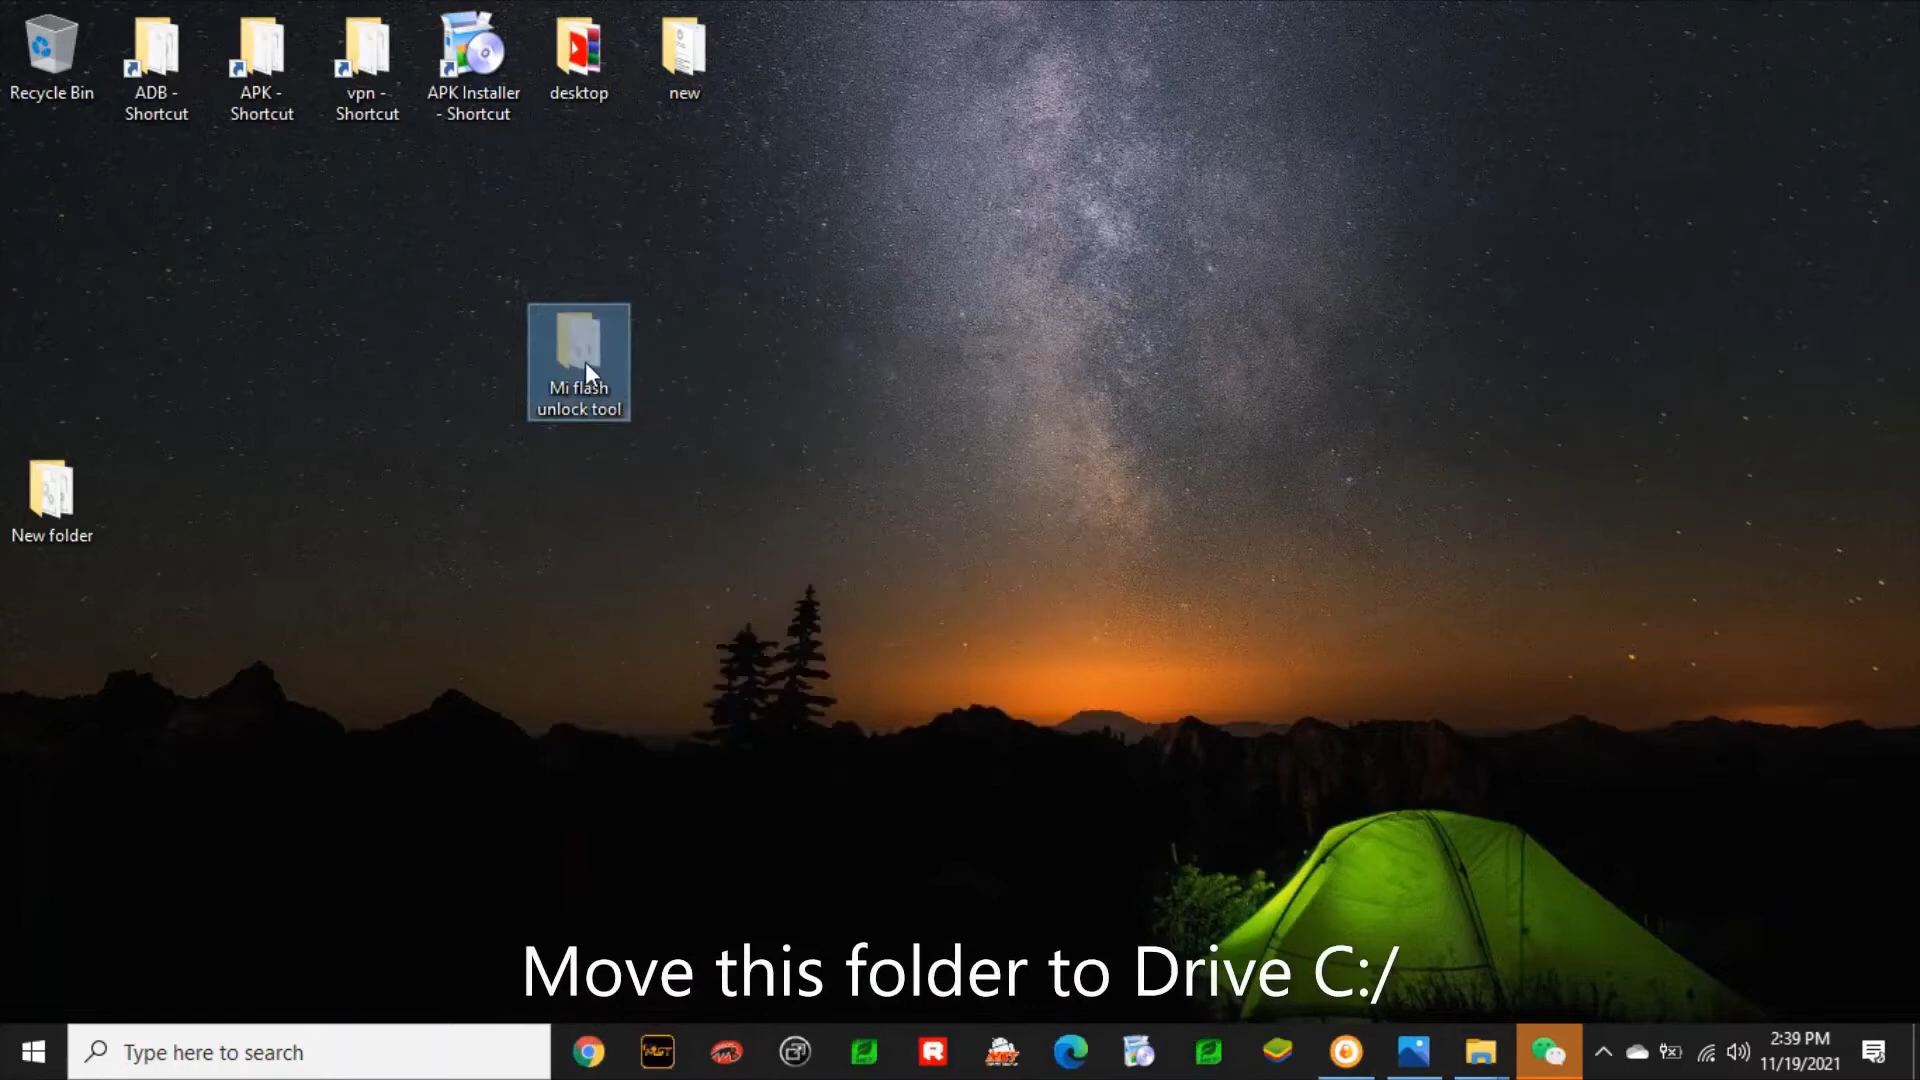 Recycle Bin
ADB -
Shortcut
APK -
Shortcut
vpn -
Shortcut
APK Installer
- Shortcut
desktop
new
Mi flash
unlock tool
New folder
Move this folder to Drive C:/
Type here to search
2:39 PM
11/19/2021